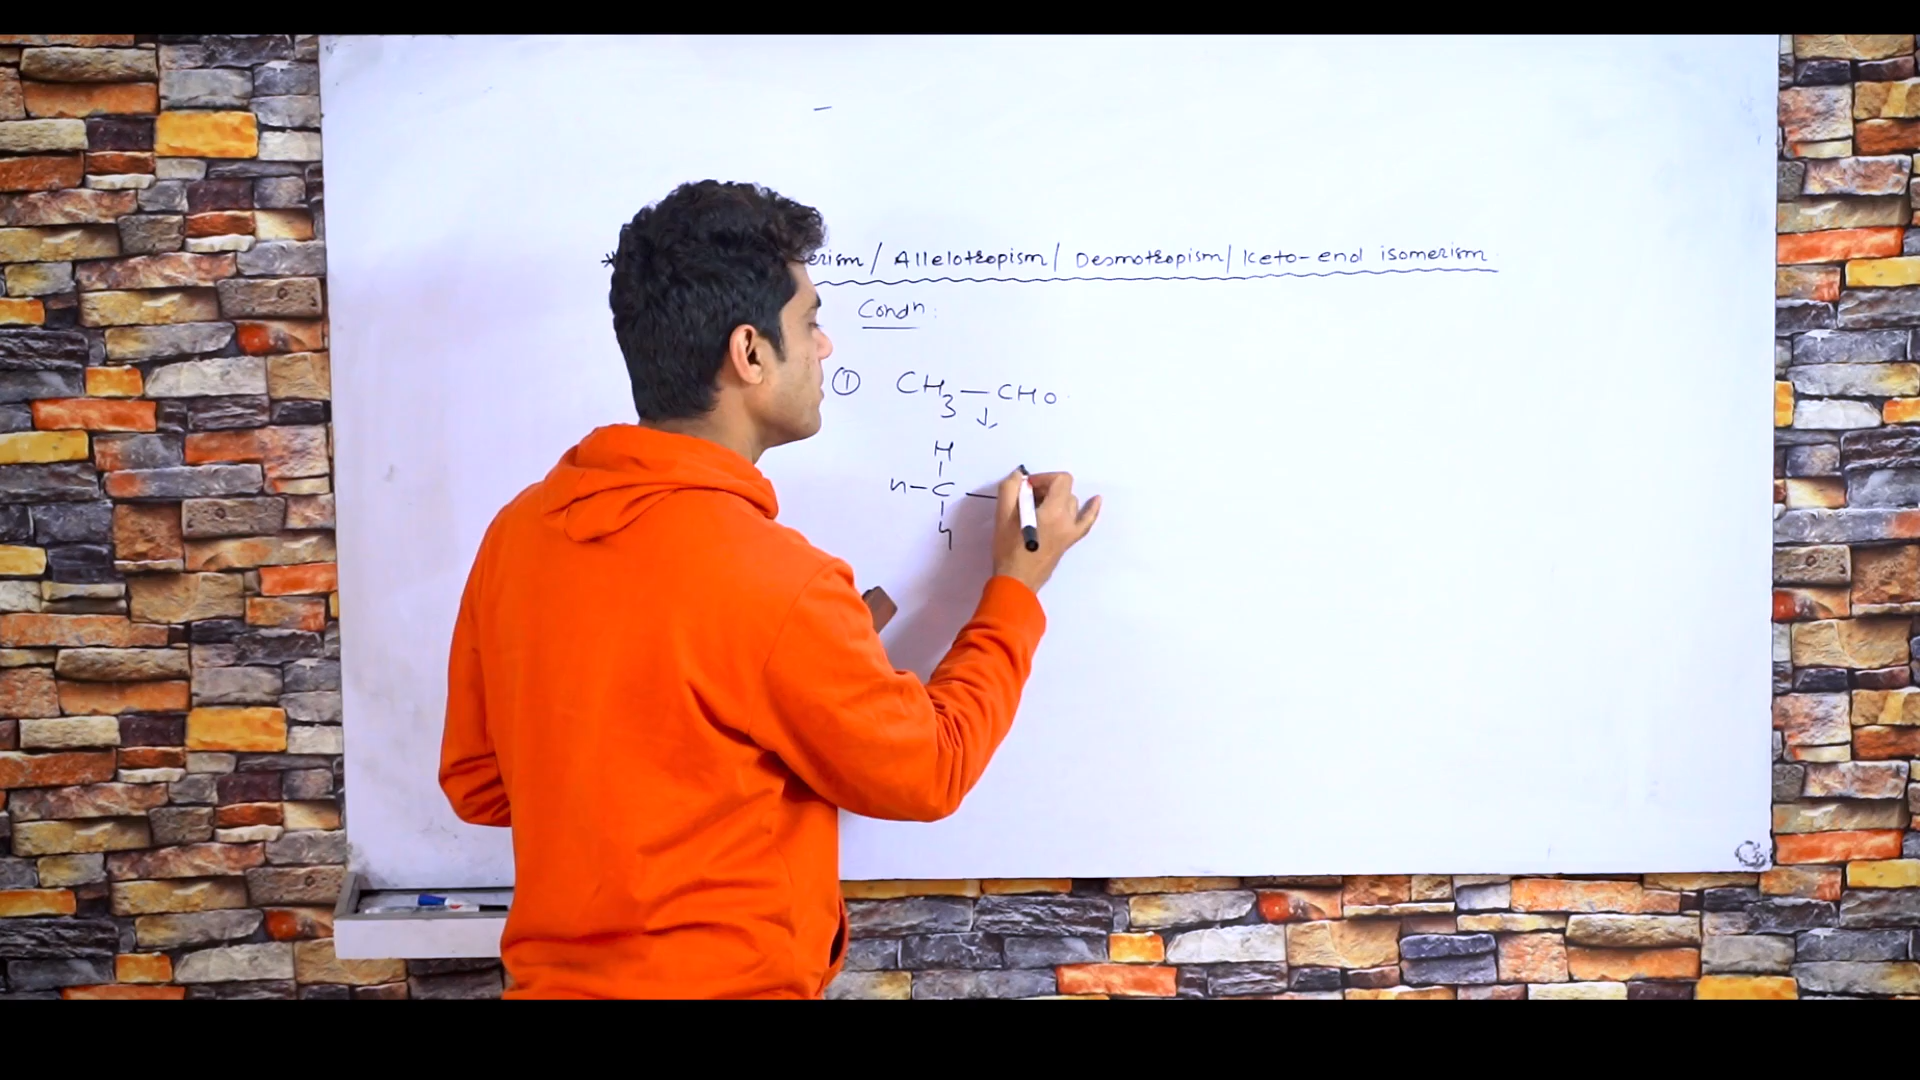 * erism / Allelotropism / Desmotropism / Keto-enol isomerism
Condn:
① CH3 — CHO
H
H - C —
H